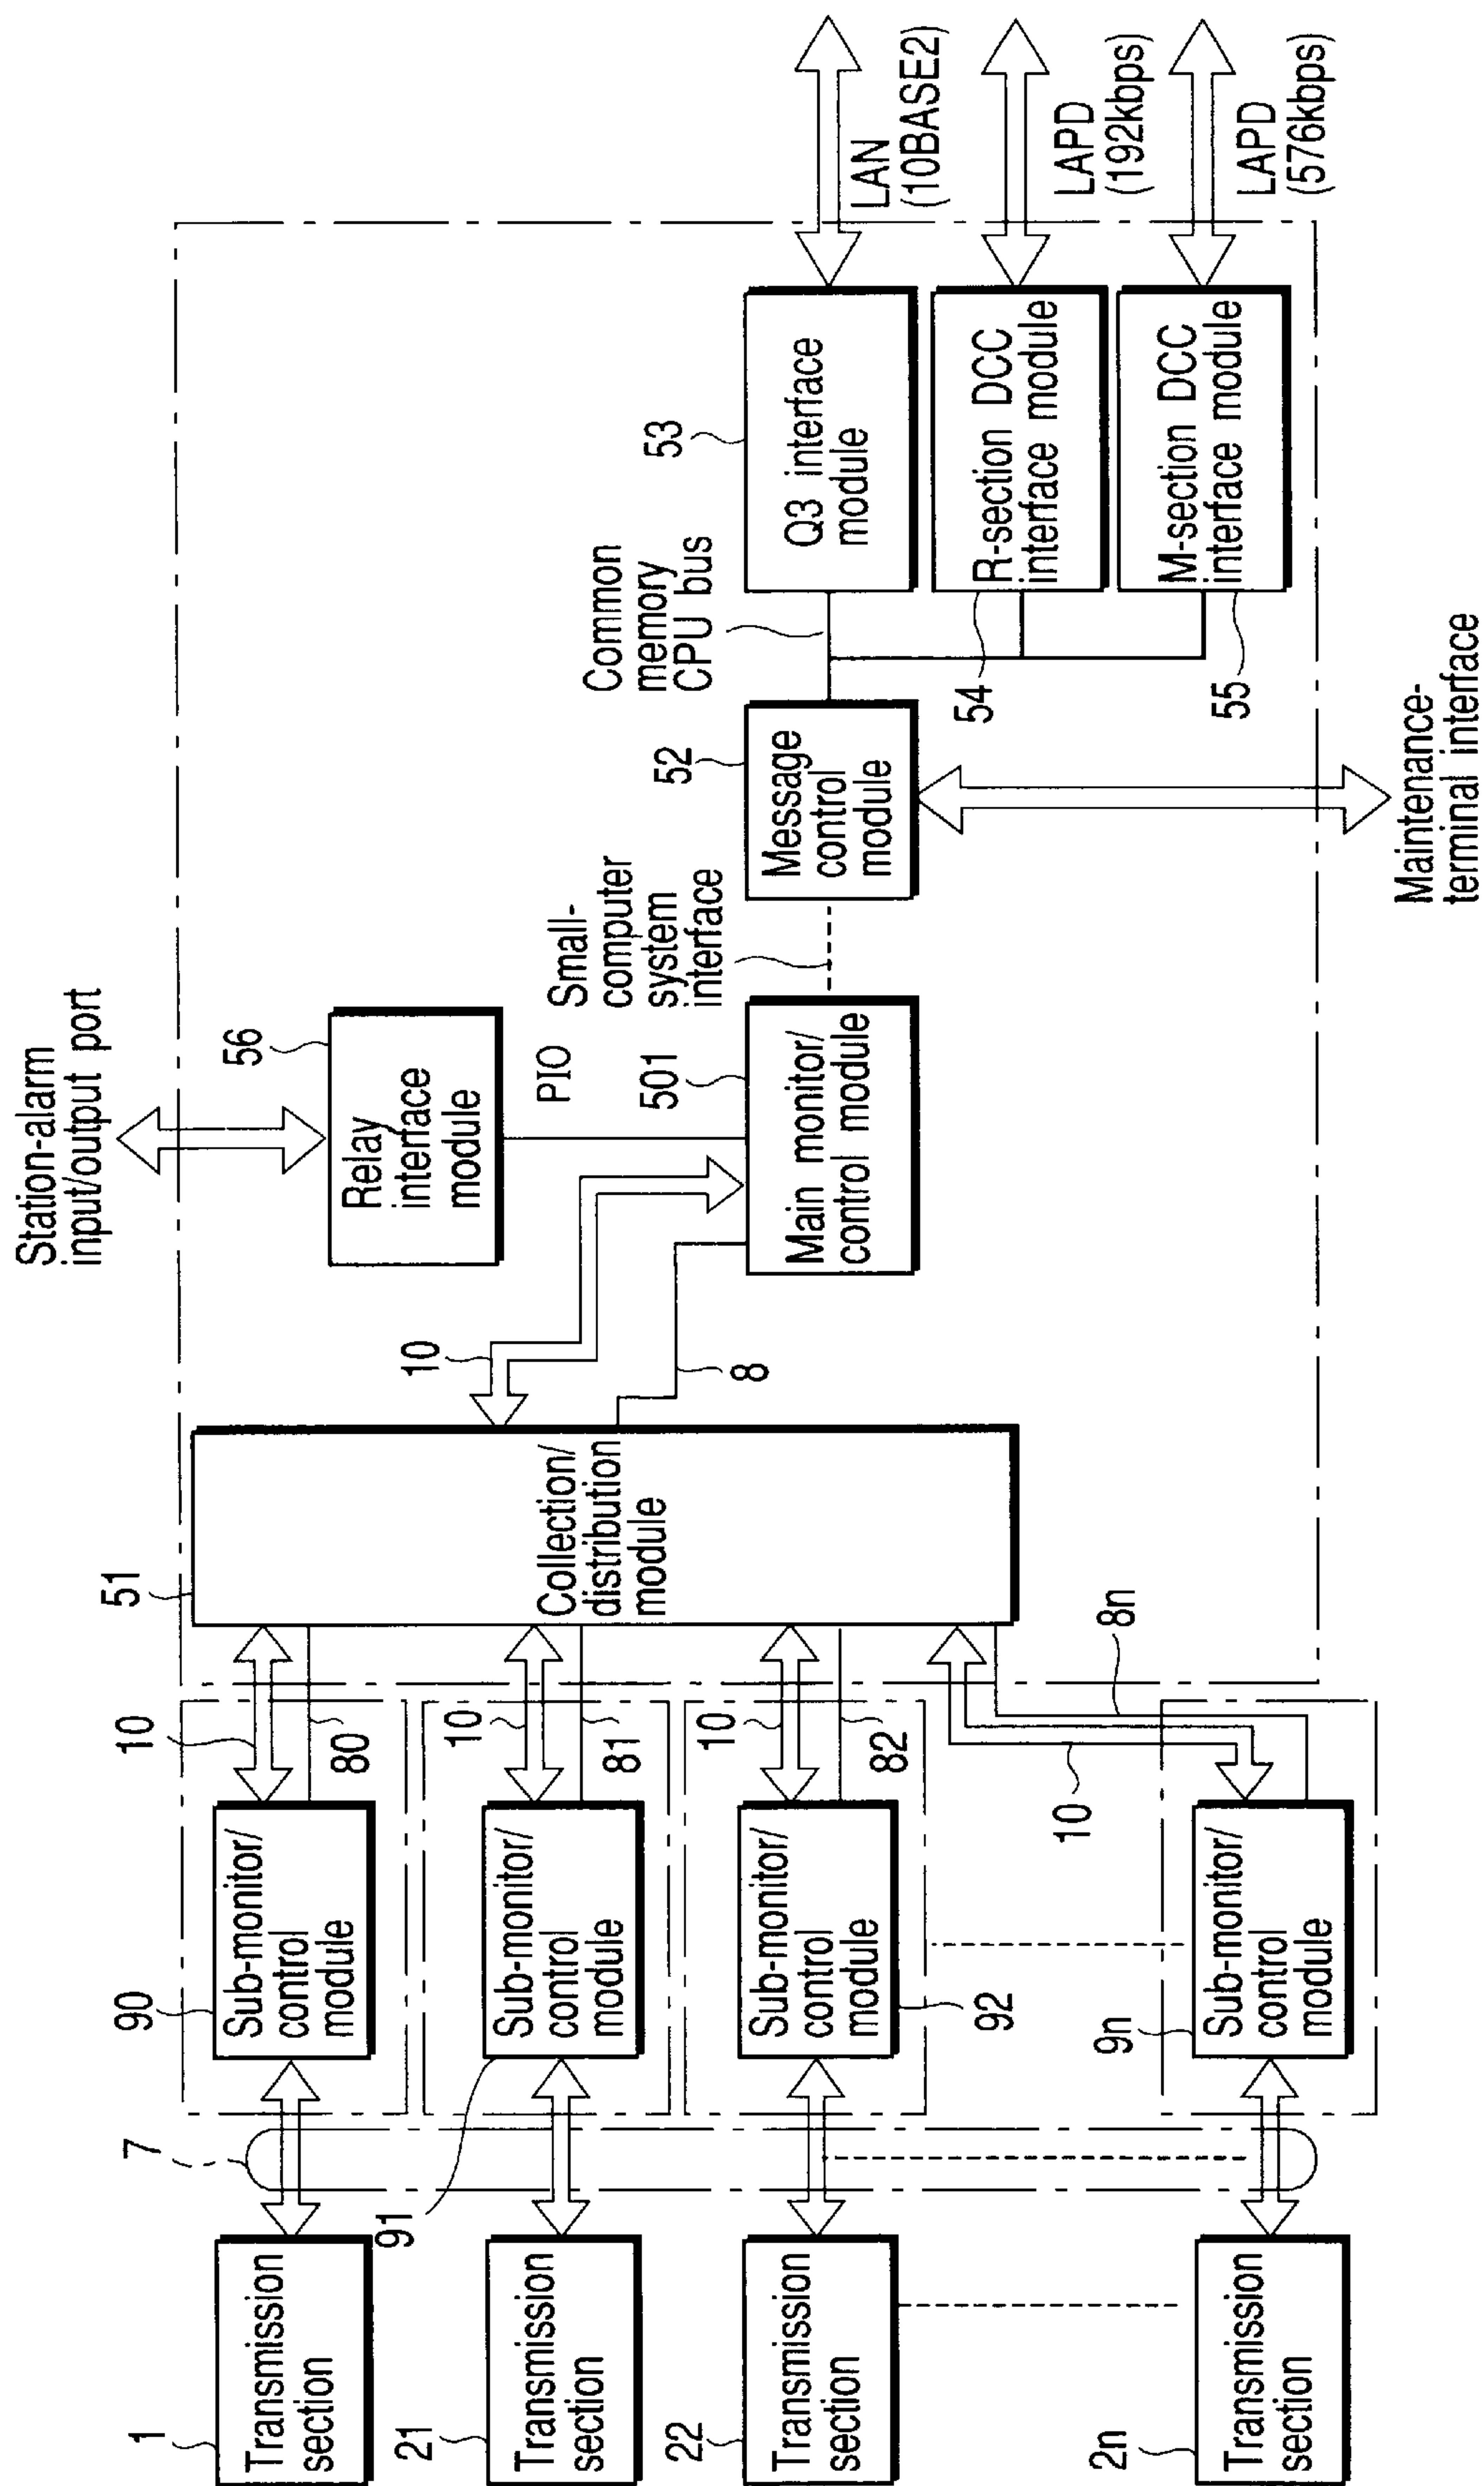 Station-alarm
input/output port
56
Relay
interface
module
PIO
51
Collection/
distribution
module
10
8
501
Main monitor/
control module
Small-
computer
system
interface
52
Message
control
module
Common
memory
CPU bus
53
Q3 interface
module
54
R-section DCC
interface module
55
M-section DCC
interface module
LAN
(10BASE2)
LAPD
(192kbps)
LAPD
(576kbps)
Maintenance-
terminal interface
1
Transmission
section
7
90
Sub-monitor/
control
module
10
80
21
Transmission
section
91
Sub-monitor/
control
module
10
81
22
Transmission
section
92
Sub-monitor/
control
module
10
82
2n
Transmission
section
9n
Sub-monitor/
control
module
10
8n